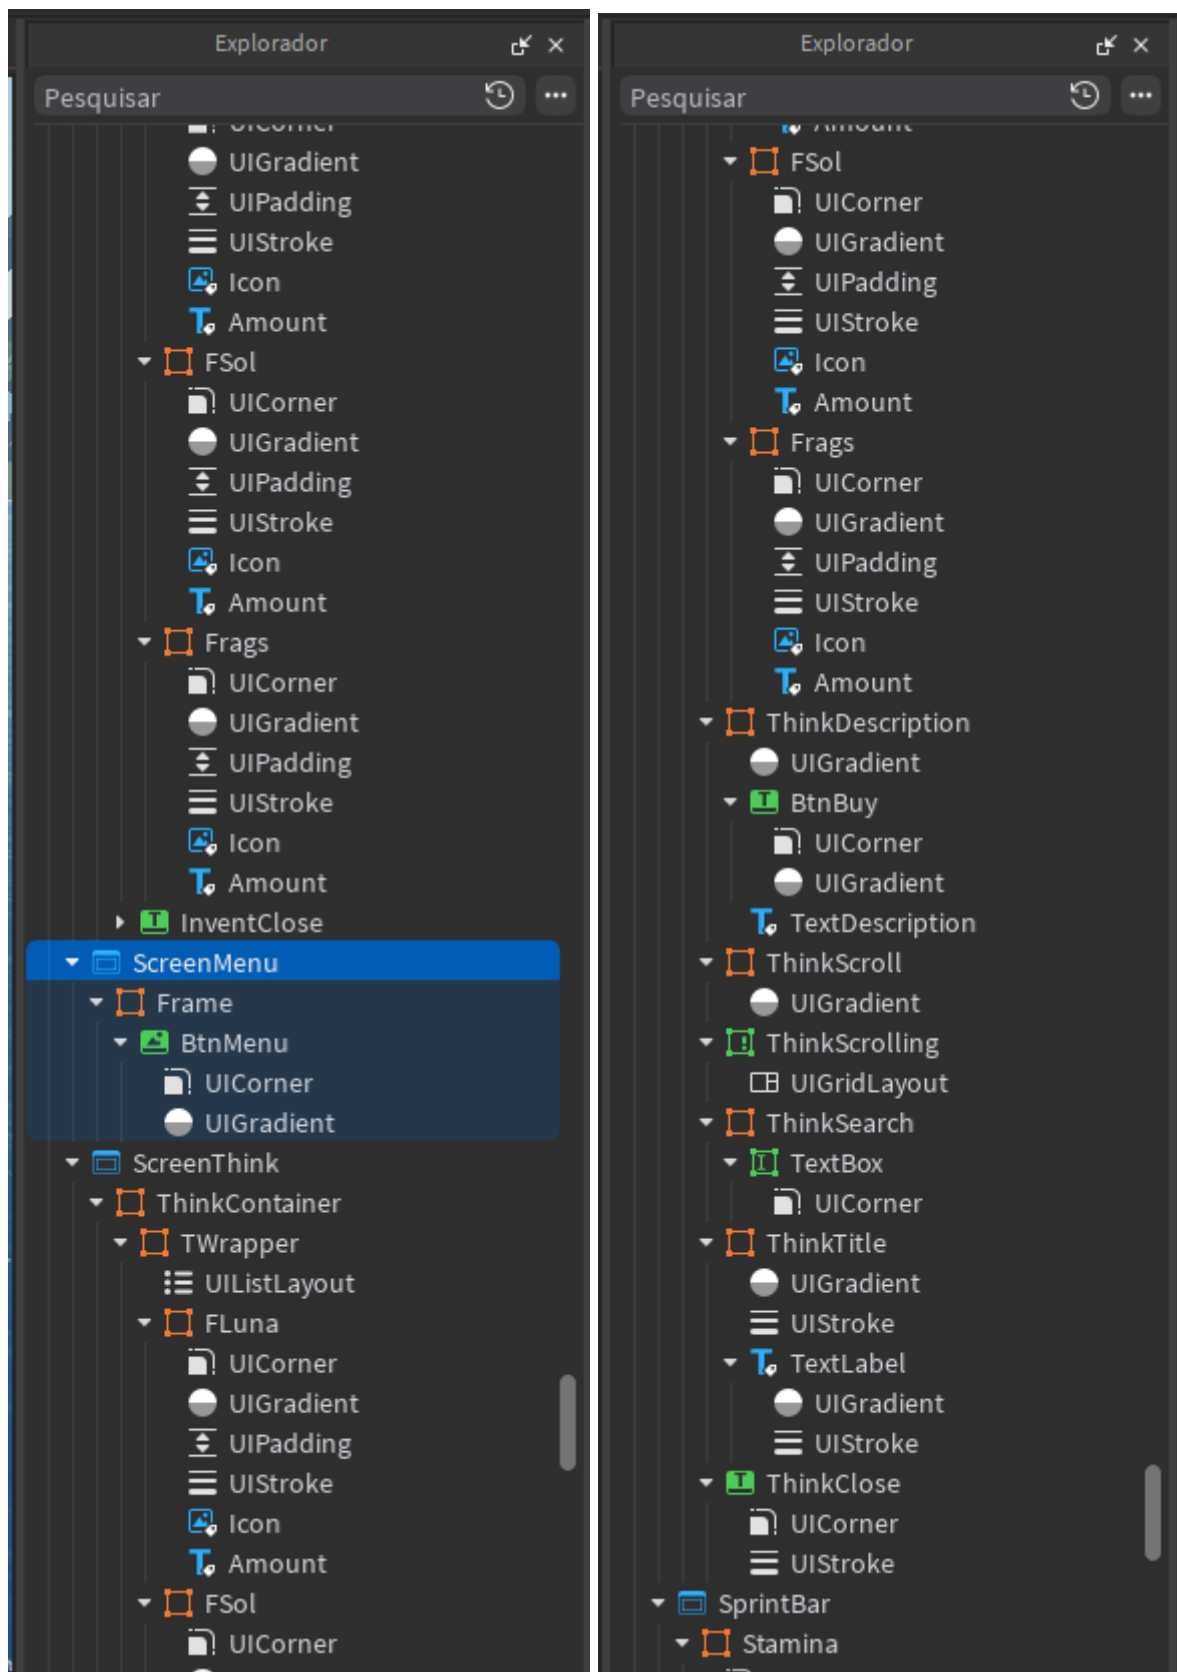 Explorador
Pesquisar
UICorner
UIGradient
UIPadding
UIStroke
Icon
Amount
FSol
UICorner
UIGradient
UIPadding
UIStroke
Icon
Amount
Frags
UICorner
UIGradient
UIPadding
UIStroke
Icon
Amount
InventClose
ScreenMenu
Frame
BtnMenu
UICorner
UIGradient
ScreenThink
ThinkContainer
TWrapper
UIListLayout
FLuna
UICorner
UIGradient
UIPadding
UIStroke
Icon
Amount
FSol
UICorner
Explorador
Pesquisar
Amount
FSol
UICorner
UIGradient
UIPadding
UIStroke
Icon
Amount
Frags
UICorner
UIGradient
UIPadding
UIStroke
Icon
Amount
ThinkDescription
UIGradient
BtnBuy
UICorner
UIGradient
TextDescription
ThinkScroll
UIGradient
ThinkScrolling
UIGridLayout
ThinkSearch
TextBox
UICorner
ThinkTitle
UIGradient
UIStroke
TextLabel
UIGradient
UIStroke
ThinkClose
UICorner
UIStroke
SprintBar
Stamina